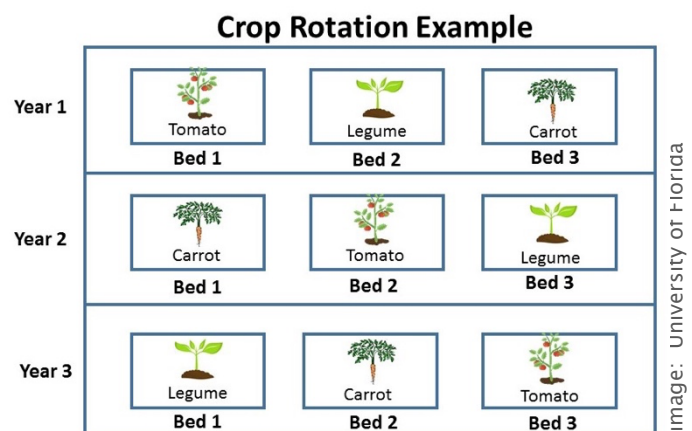 Crop Rotation Example
Year 1
Tomato
Legume
Carrot
Bed 1
Bed 2
Bed 3
Year 2
Carrot
Tomato
Legume
Bed 1
Bed 2
Bed 3
Year 3
Legume
Carrot
Tomato
Bed 1
Bed 2
Bed 3
Image: University of Florida